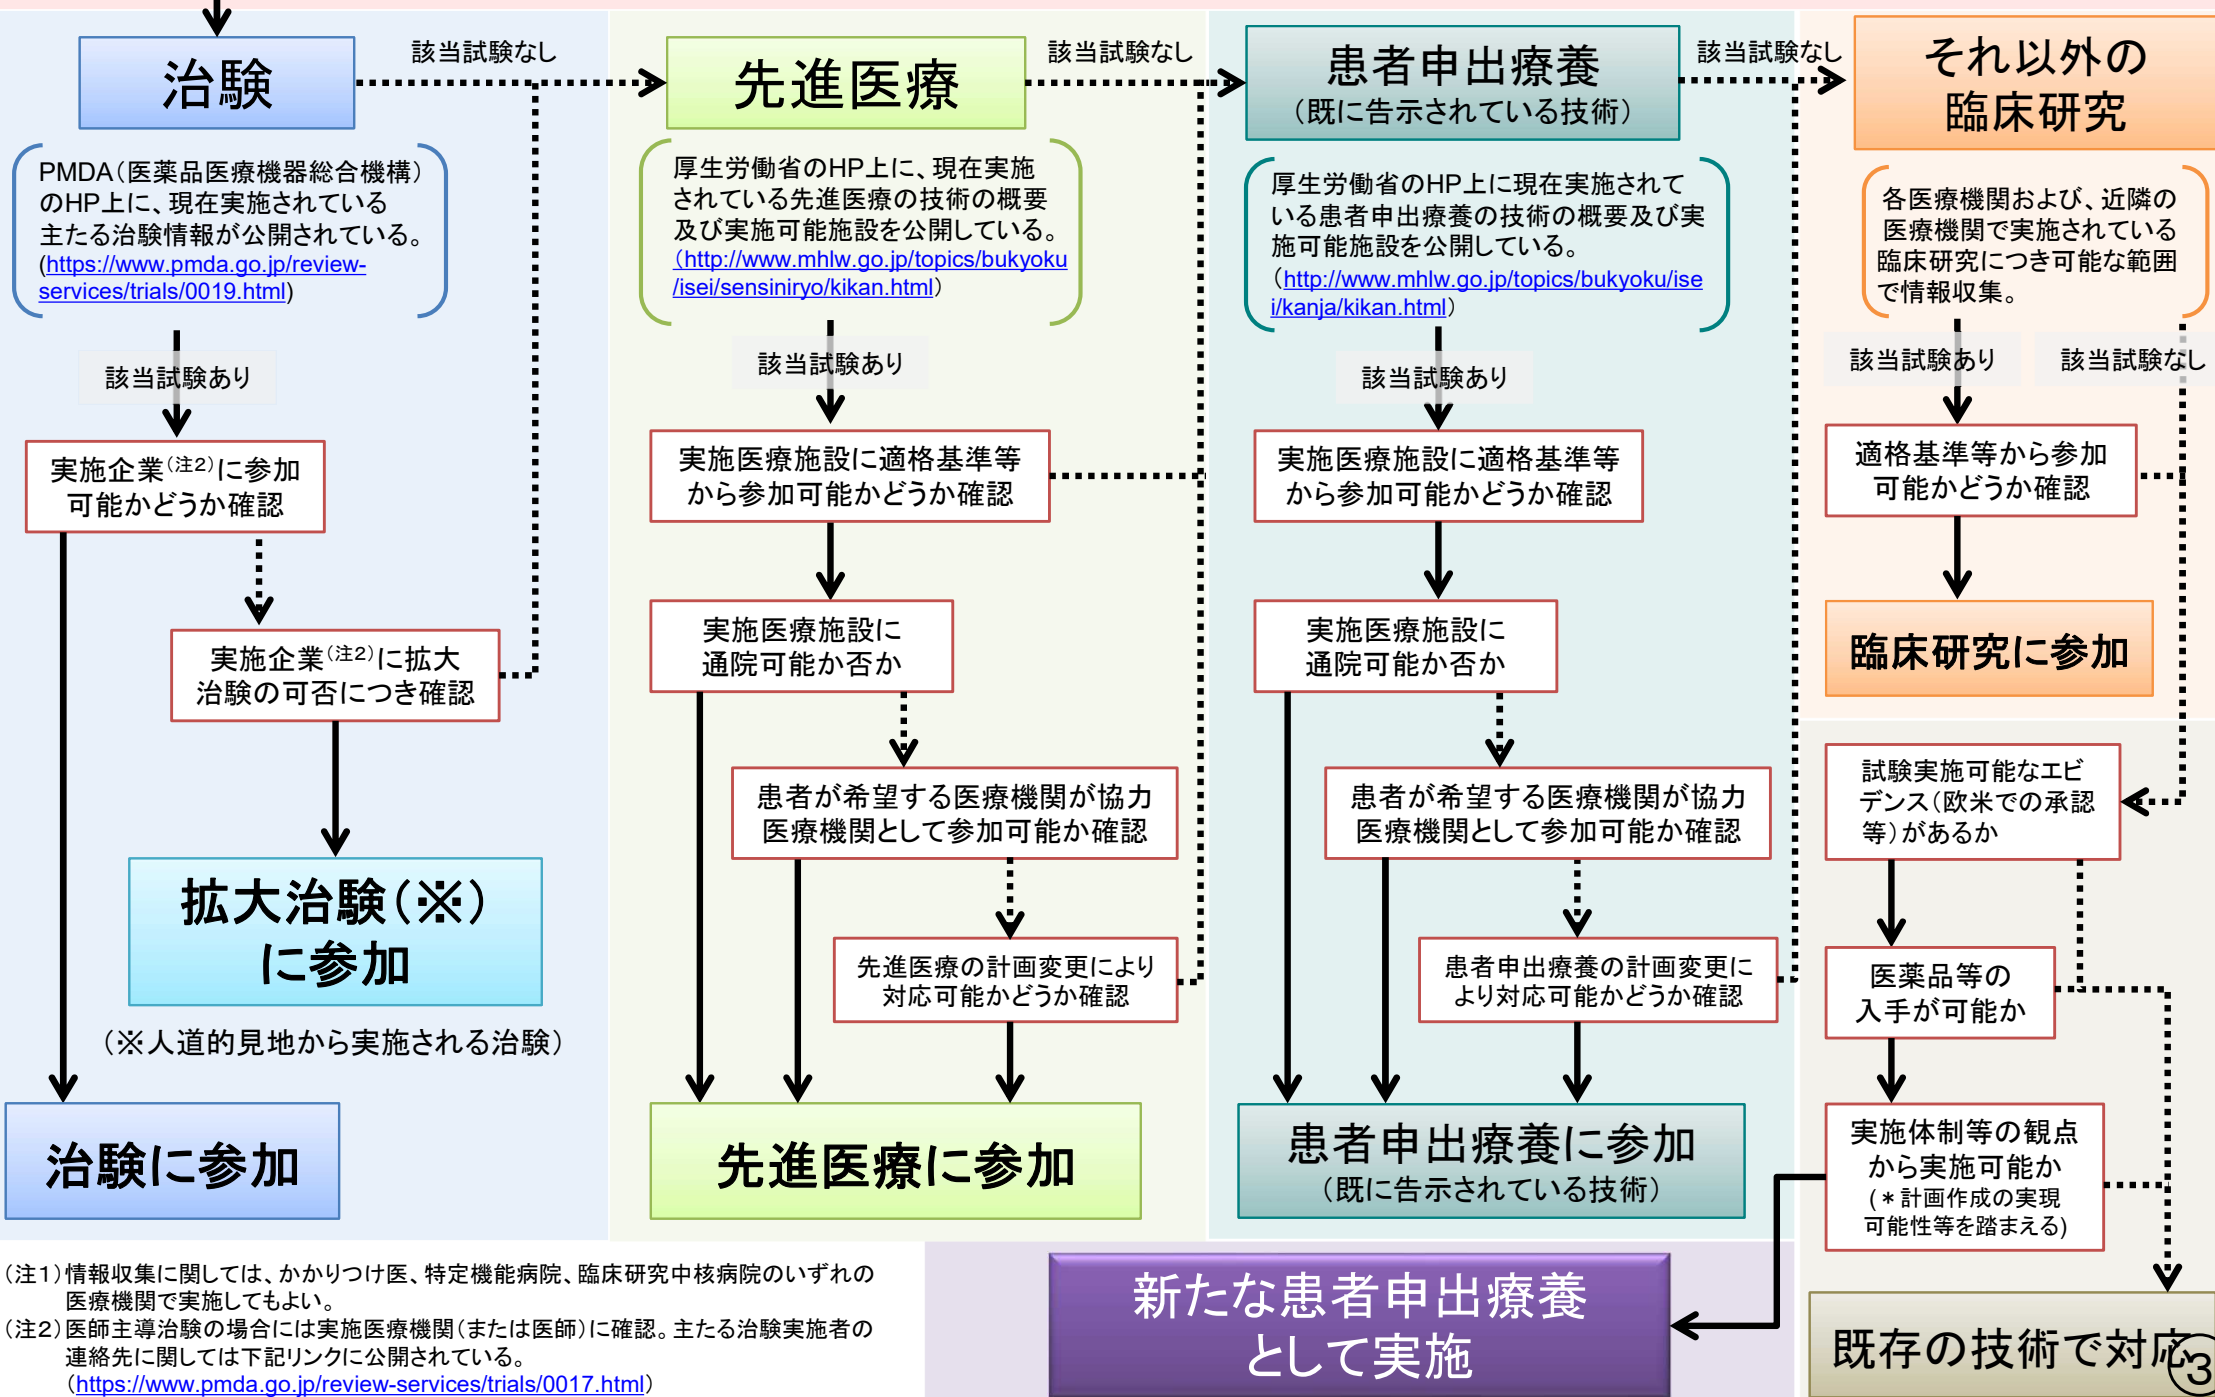 治験
該当試験なし
先進医療
該当試験なし
患者申出療養
（既に告示されている技術）
該当試験なし
それ以外の
臨床研究
PMDA（医薬品医療機器総合機構）
のHP上に、現在実施されている
主たる治験情報が公開されている。
(https://www.pmda.go.jp/review-
services/trials/0019.html)
厚生労働省のHP上に、現在実施
されている先進医療の技術の概要
及び実施可能施設を公開している。
（http://www.mhlw.go.jp/topics/bukyoku
/isei/sensiniryo/kikan.html）
厚生労働省のHP上に現在実施されて
いる患者申出療養の技術の概要及び実
施可能施設を公開している。
（http://www.mhlw.go.jp/topics/bukyoku/ise
i/kanja/kikan.html）
各医療機関および、近隣の
医療機関で実施されている
臨床研究につき可能な範囲
で情報収集。
該当試験あり
該当試験あり
該当試験あり
該当試験あり
該当試験なし
実施企業（注2）に参加
可能かどうか確認
実施医療施設に適格基準等
から参加可能かどうか確認
実施医療施設に適格基準等
から参加可能かどうか確認
適格基準等から参加
可能かどうか確認
実施企業（注2）に拡大
治験の可否につき確認
実施医療施設に
通院可能か否か
実施医療施設に
通院可能か否か
臨床研究に参加
患者が希望する医療機関が協力
医療機関として参加可能か確認
患者が希望する医療機関が協力
医療機関として参加可能か確認
試験実施可能なエビ
デンス（欧米での承認
等）があるか
拡大治験（※）
に参加
（※人道的見地から実施される治験）
先進医療の計画変更により
対応可能かどうか確認
患者申出療養の計画変更に
より対応可能かどうか確認
医薬品等の
入手が可能か
治験に参加
先進医療に参加
患者申出療養に参加
（既に告示されている技術）
実施体制等の観点
から実施可能か
(＊計画作成の実現
可能性等を踏まえる)
（注1）情報収集に関しては、かかりつけ医、特定機能病院、臨床研究中核病院のいずれの
医療機関で実施してもよい。
（注2）医師主導治験の場合には実施医療機関（または医師）に確認。主たる治験実施者の
連絡先に関しては下記リンクに公開されている。
（https://www.pmda.go.jp/review-services/trials/0017.html）
新たな患者申出療養
として実施
既存の技術で対応
③